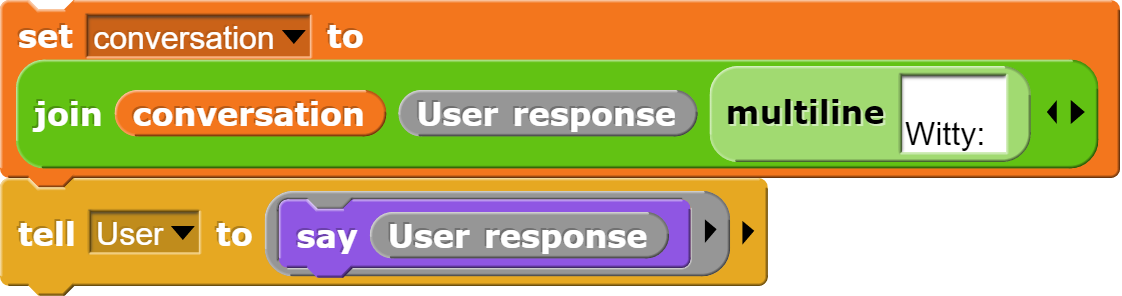 set conversation to
join conversation User response multiline Witty:
tell User to say User response